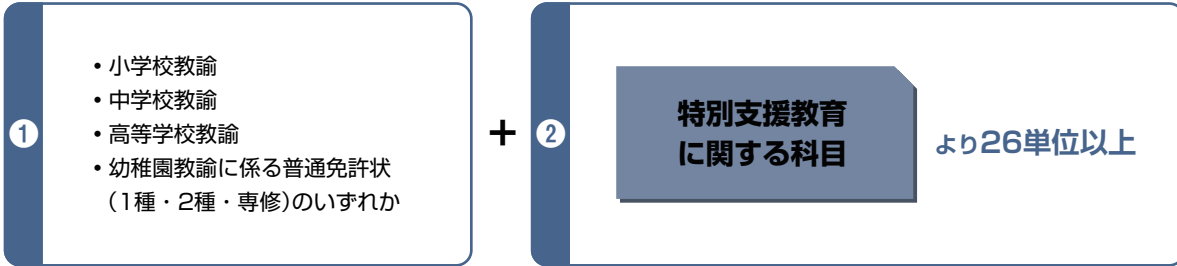 ❶
• 小学校教諭
• 中学校教諭
• 高等学校教諭
• 幼稚園教諭に係る普通免許状
（1種・2種・専修）のいずれか
＋
❷
特別支援教育
に関する科目
より26単位以上